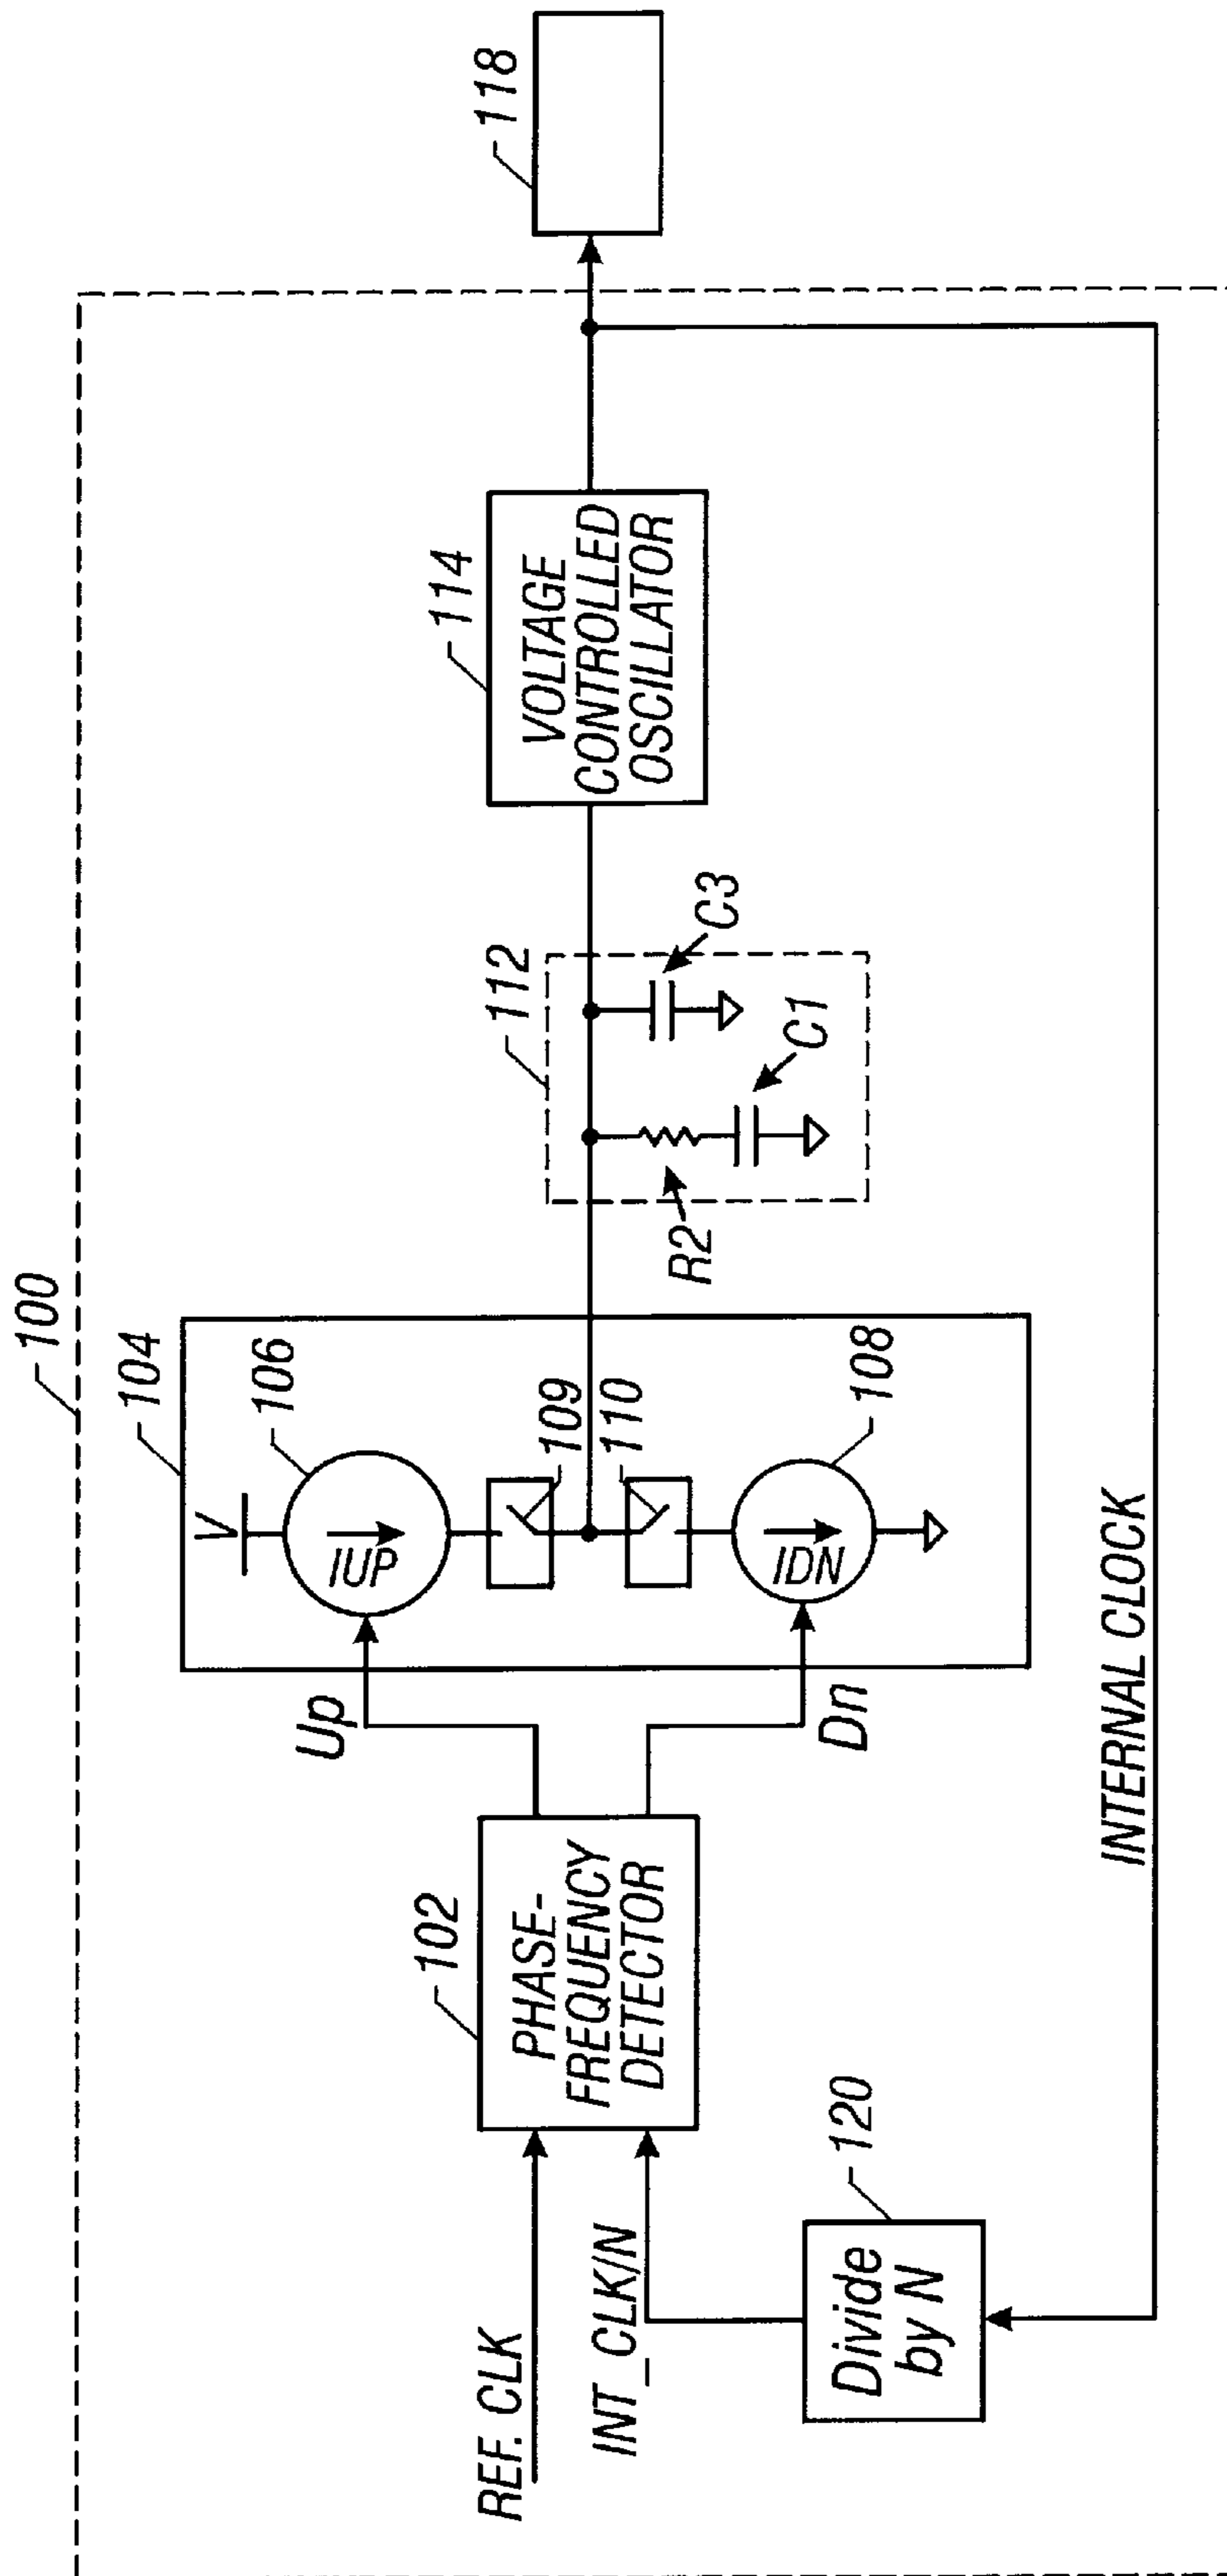 100
104
106
V
IUP
109
110
IDN
108
Up
Dn
102
PHASE-
FREQUENCY
DETECTOR
REF. CLK
INT_CLK/N
120
Divide
by N
INTERNAL CLOCK
112
R2
C1
C3
114
VOLTAGE
CONTROLLED
OSCILLATOR
118